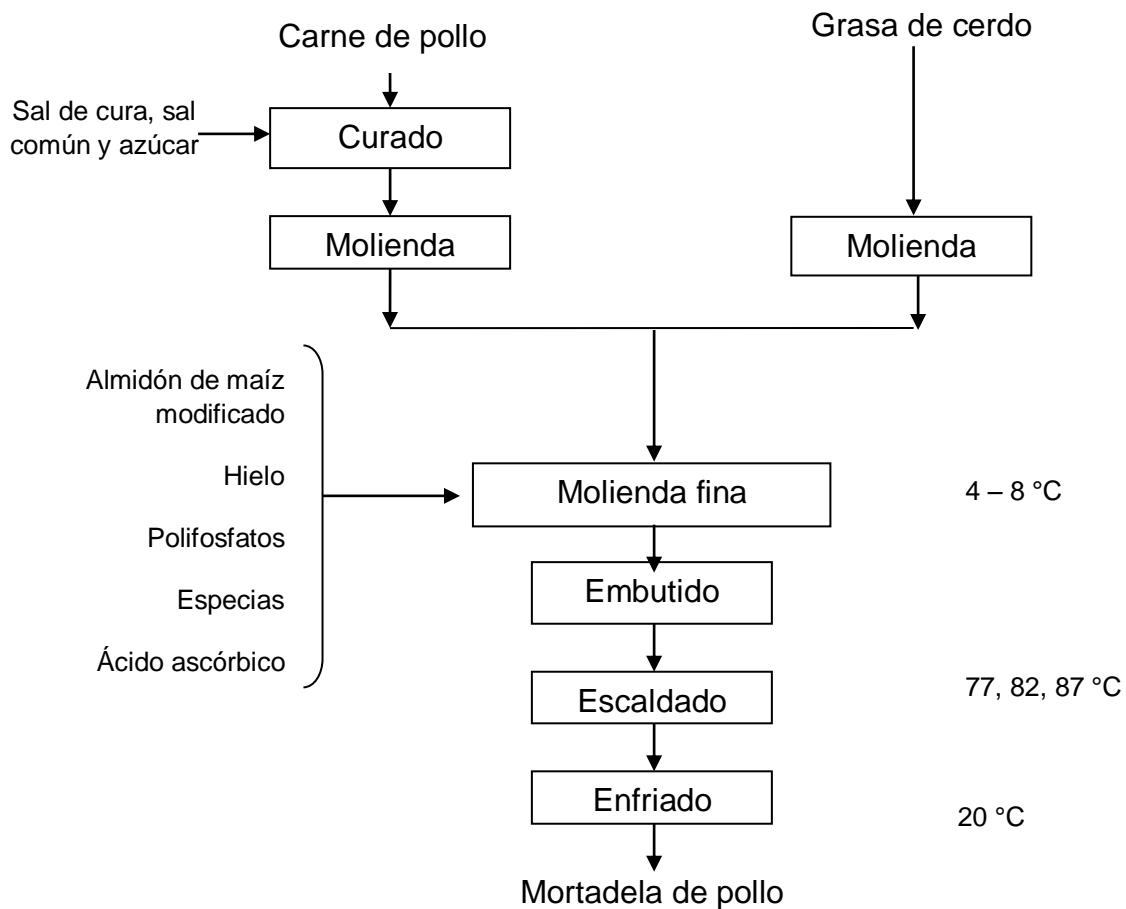 Carne de pollo
Grasa de cerdo
Sal de cura, sal
común y azúcar
Curado
Molienda
Molienda
Almidón de maíz
modificado
Hielo
Polifosfatos
Especias
Ácido ascórbico
Molienda fina
4 – 8 °C
Embutido
Escaldado
77, 82, 87 °C
Enfriado
20 °C
Mortadela de pollo